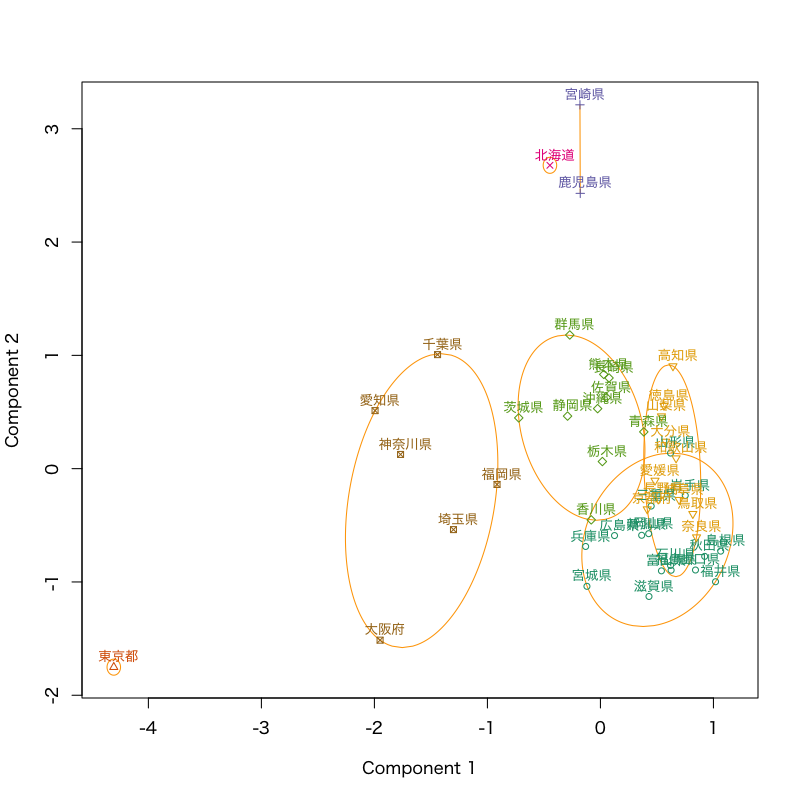 宮崎県
北海道
鹿児島県
群馬県
千葉県
高知県
佐賀県
徳島県
山梨県
沖縄県
愛知県
茨城県
静岡県
青森県
大分県
神奈川県
山形県
栃木県
福岡県
愛媛県
岩手県
鳥取県
香川県
埼玉県
広島県
奈良県
兵庫県
島根県
秋田県
石川県
宮城県
福井県
滋賀県
大阪府
東京都
3
2
1
0
-1
-2
Component 2
-4
-3
-2
-1
0
1
Component 1